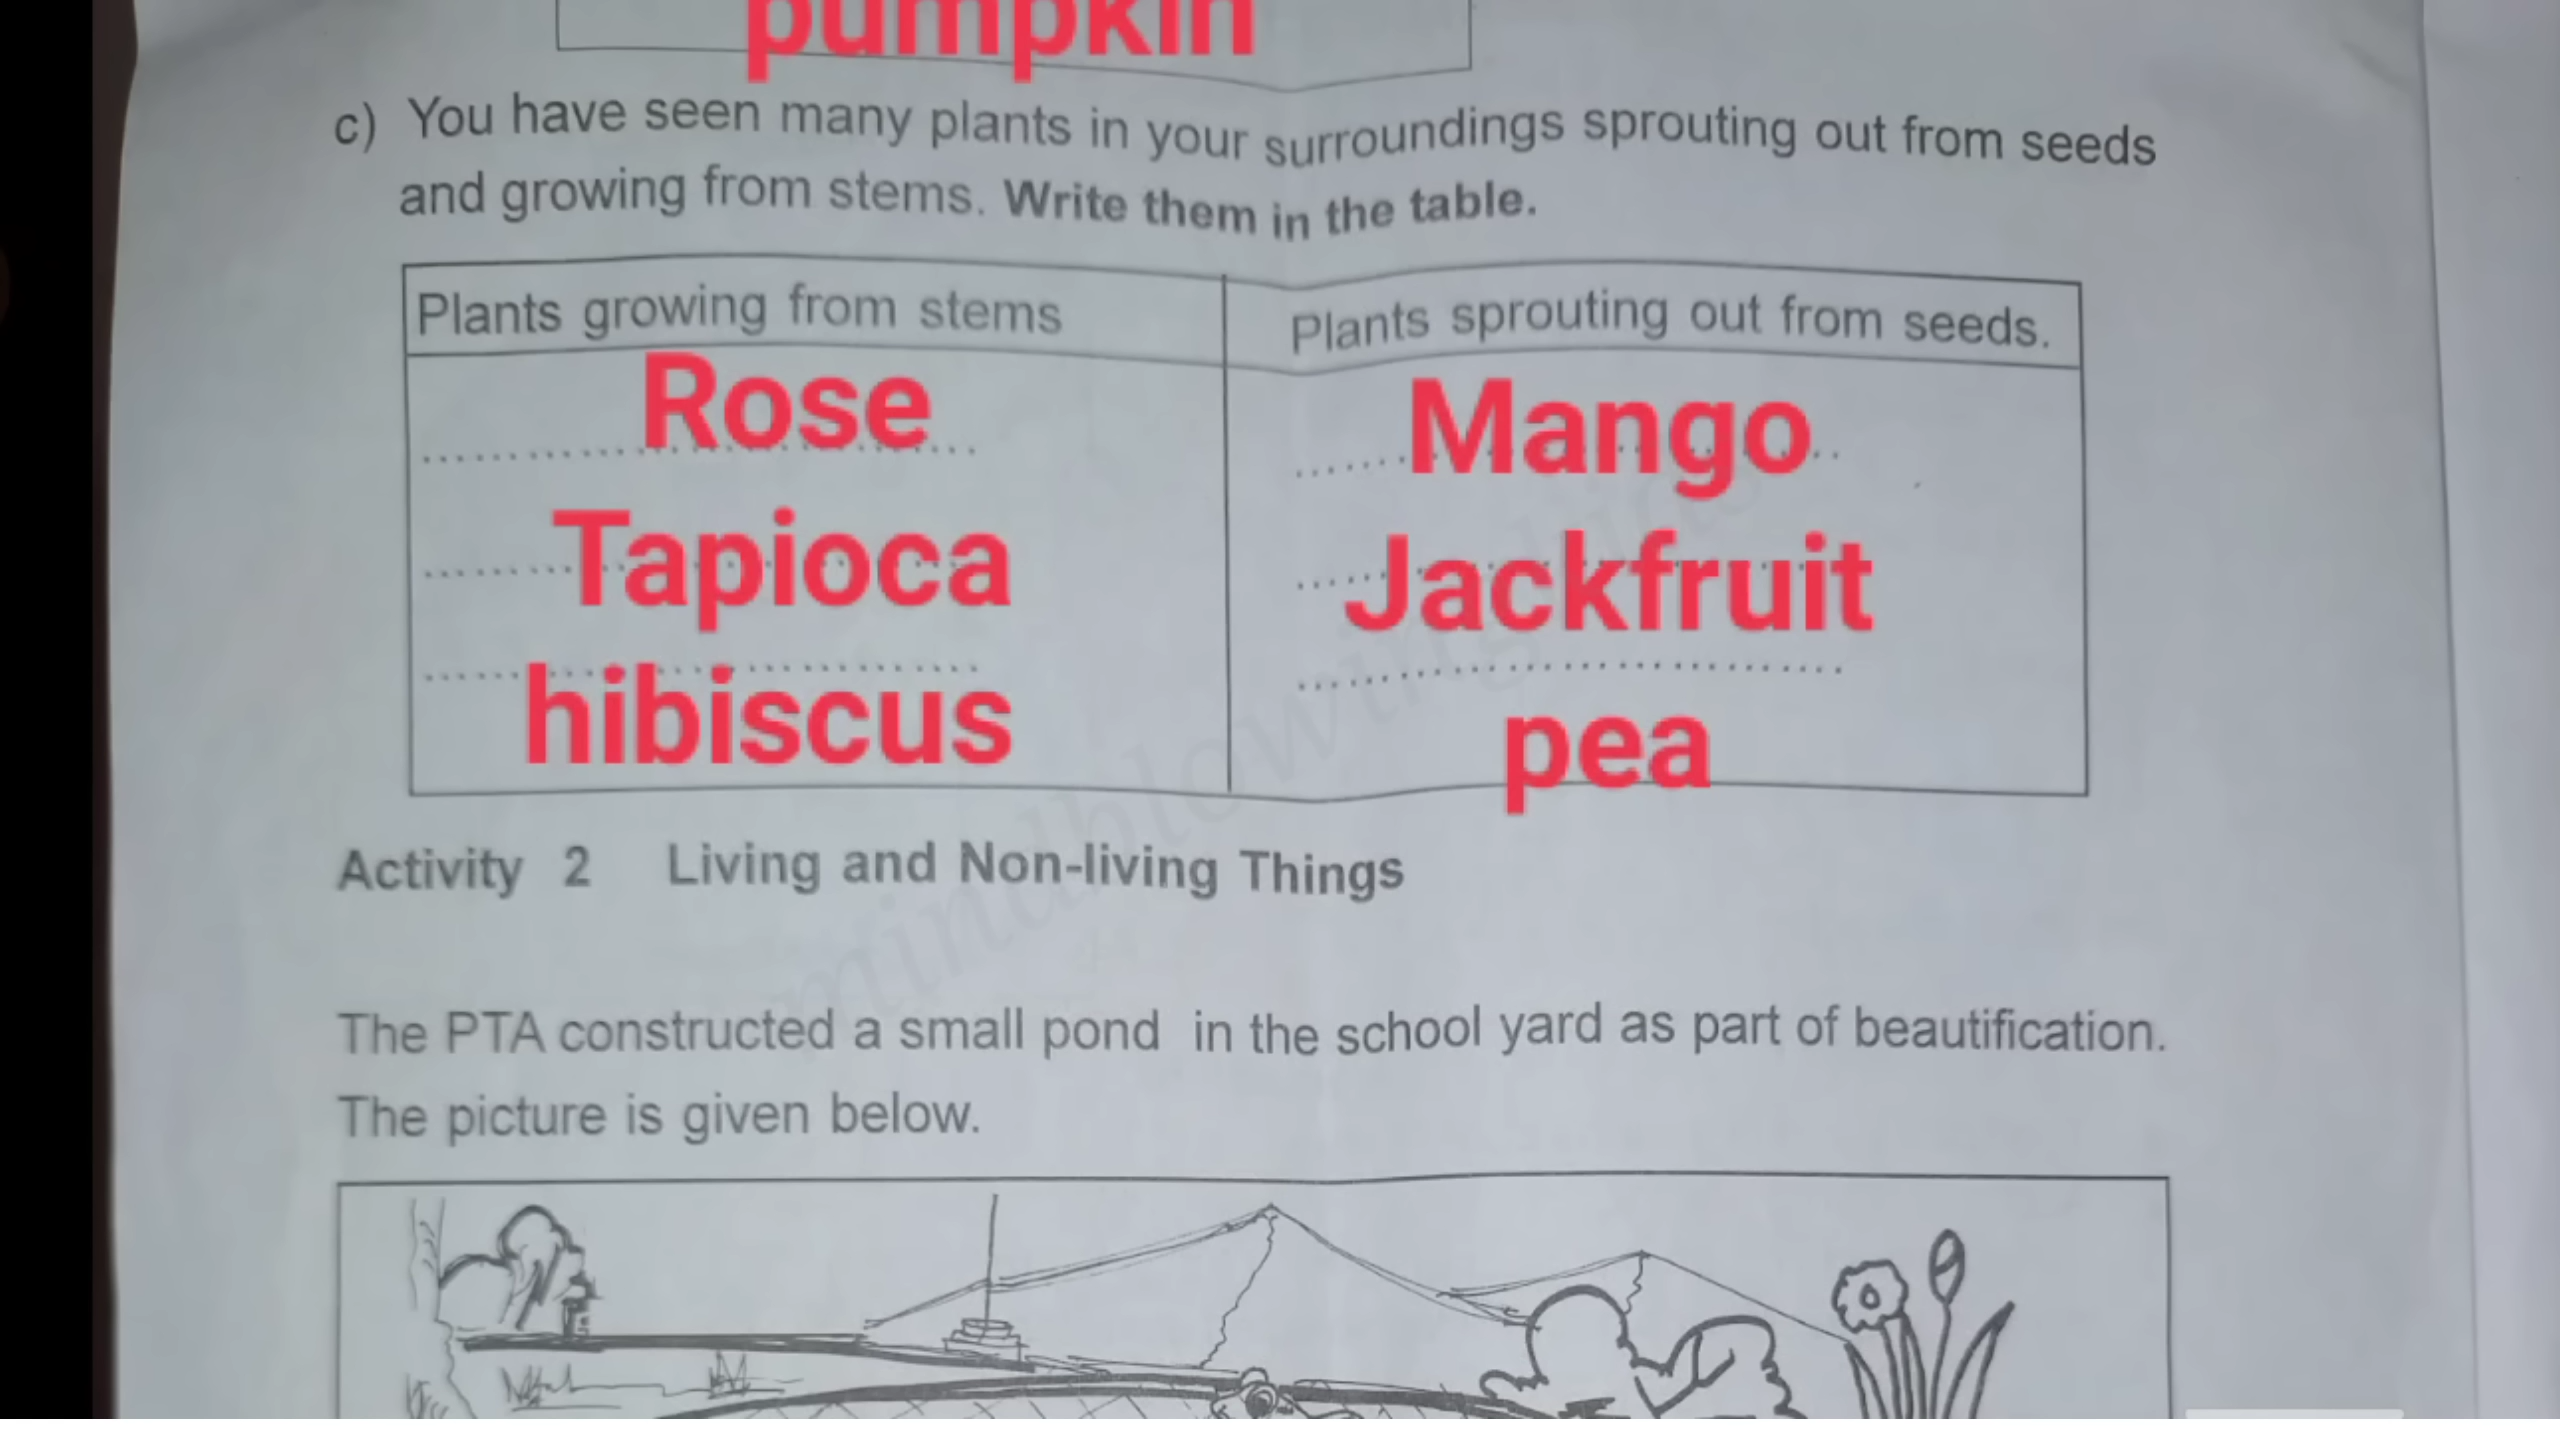 pumpkin
c) You have seen many plants in your surroundings sprouting out from seeds
and growing from stems. Write them in the table.
Plants growing from stems
Plants sprouting out from seeds.
Rose
Mango
Tapioca
Jackfruit
hibiscus
pea
Activity 2 Living and Non-living Things
The PTA constructed a small pond in the school yard as part of beautification.
The picture is given below.